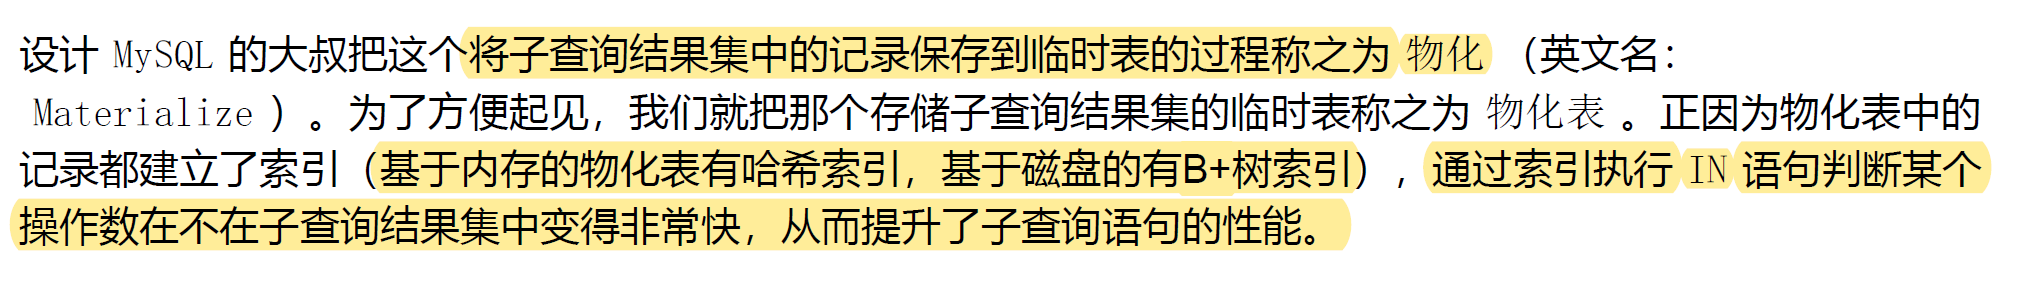 设计 MySQL 的大叔把这个将子查询结果集中的记录保存到临时表的过程称之为 物化 （英文名：
Materialize ）。为了方便起见，我们就把那个存储子查询结果集的临时表称之为 物化表 。正因为物化表中的
记录都建立了索引（基于内存的物化表有哈希索引，基于磁盘的有B+树索引），通过索引执行 IN 语句判断某个
操作数在不在子查询结果集中变得非常快，从而提升了子查询语句的性能。